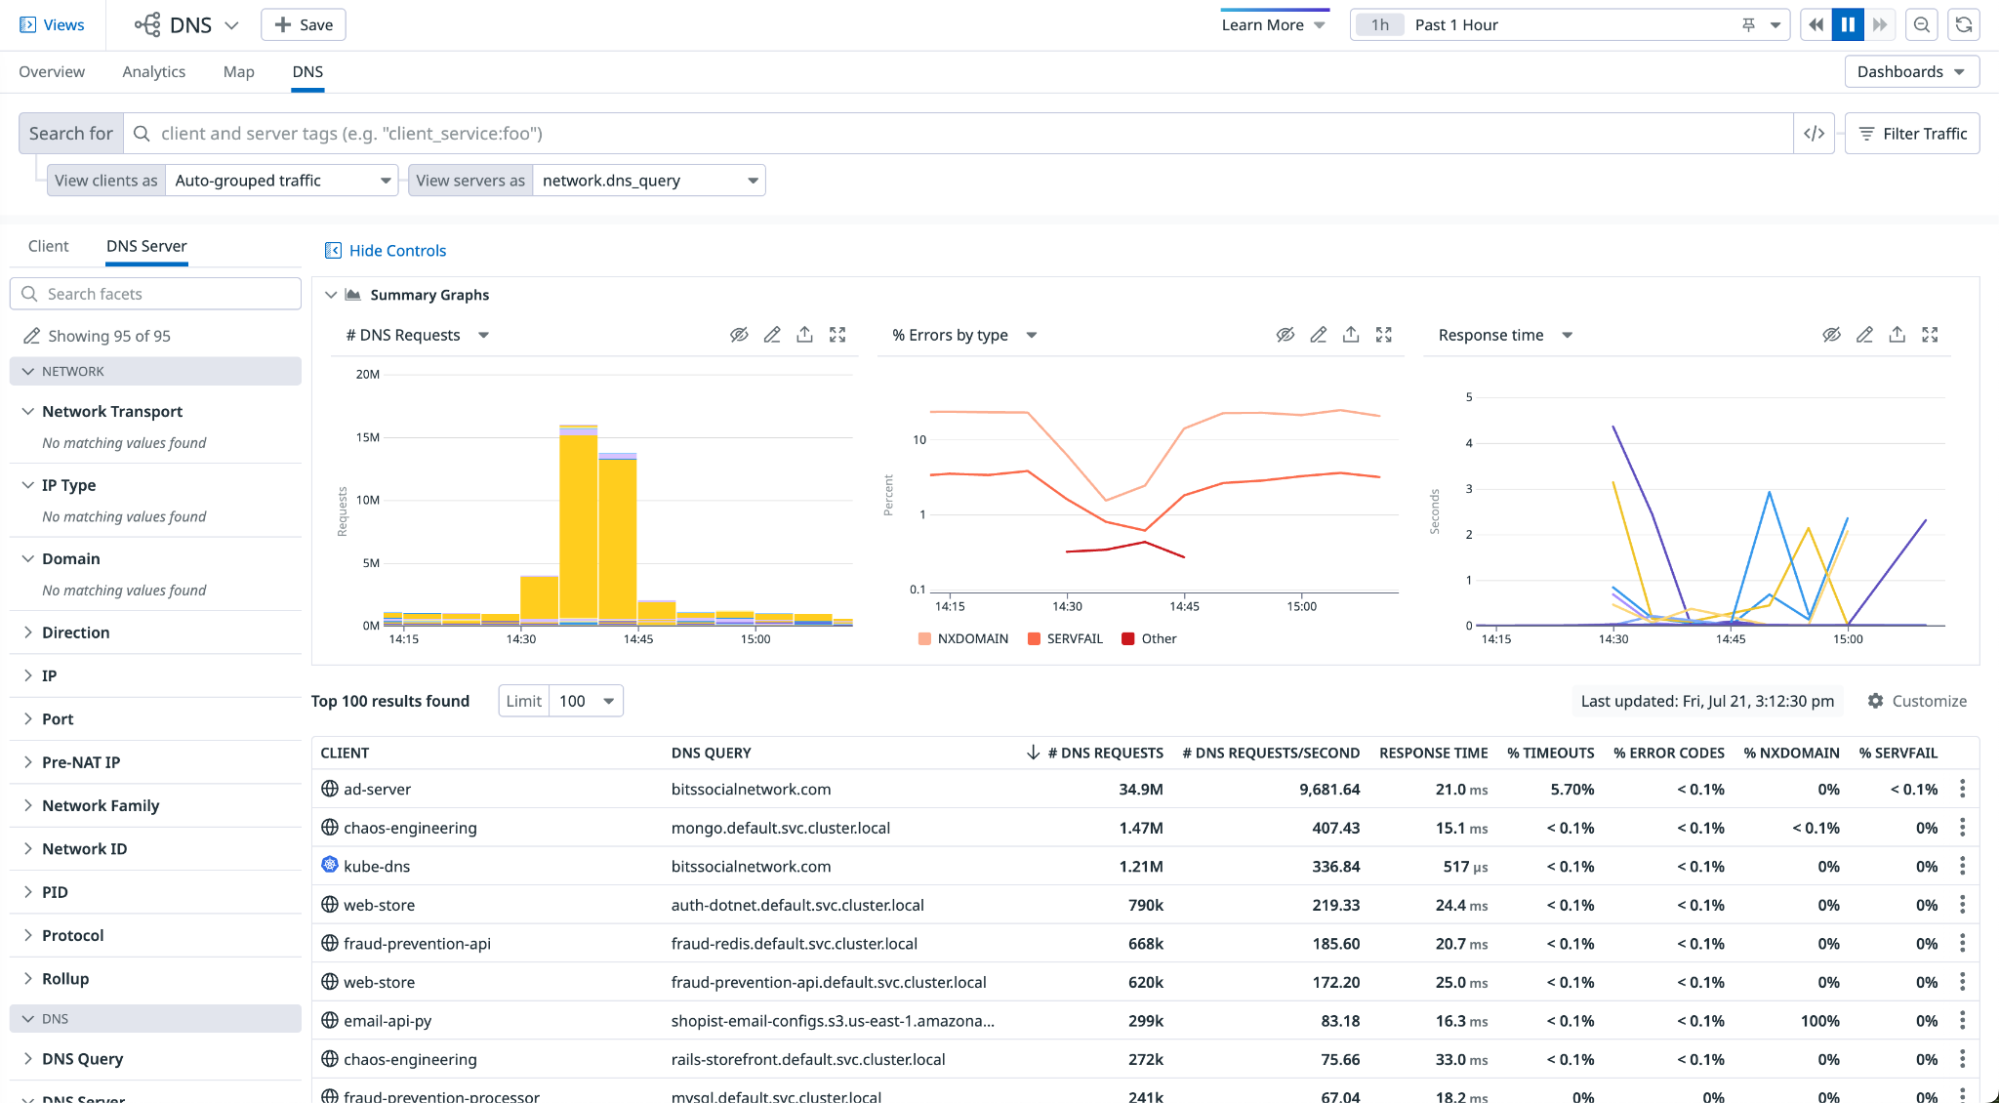 Views
DNS
Save
Learn More
1h Past 1 Hour
Overview
Analytics
Map
DNS
Dashboards
Search for
client and server tags (e.g. "client_service:foo")
</>
Filter Traffic
View clients as Auto-grouped traffic
View servers as network.dns_query
Client
DNS Server
Search facets
Showing 95 of 95
NETWORK
Network Transport
No matching values found
IP Type
No matching values found
Domain
No matching values found
Direction
IP
Port
Pre-NAT IP
Network Family
Network ID
PID
Protocol
Rollup
DNS
DNS Query
DNS Server
Hide Controls
Summary Graphs
# DNS Requests
20M
15M
10M
5M
0M
Requests
14:15 14:30 14:45 15:00
% Errors by type
10
1
0.1
Percent
14:15 14:30 14:45 15:00
NXDOMAIN SERVFAIL Other
Response time
5
4
3
2
1
0
Seconds
14:15 14:30 14:45 15:00
Top 100 results found
Limit 100
Last updated: Fri, Jul 21, 3:12:30 pm
Customize
CLIENT DNS QUERY # DNS REQUESTS # DNS REQUESTS/SECOND RESPONSE TIME % TIMEOUTS % ERROR CODES % NXDOMAIN % SERVFAIL
ad-server bitssocialnetwork.com 34.9M 9,681.64 21.0 ms 5.70% < 0.1% 0% < 0.1%
chaos-engineering mongo.default.svc.cluster.local 1.47M 407.43 15.1 ms < 0.1% < 0.1% < 0.1% 0%
kube-dns bitssocialnetwork.com 1.21M 336.84 517 µs < 0.1% < 0.1% 0% 0%
web-store auth-dotnet.default.svc.cluster.local 790k 219.33 24.4 ms < 0.1% < 0.1% 0% 0%
fraud-prevention-api fraud-redis.default.svc.cluster.local 668k 185.60 20.7 ms < 0.1% < 0.1% 0% 0%
web-store fraud-prevention-api.default.svc.cluster.local 620k 172.20 25.0 ms < 0.1% < 0.1% 0% 0%
email-api-py shopist-email-configs.s3.us-east-1.amazona... 299k 83.18 16.3 ms < 0.1% < 0.1% 100% 0%
chaos-engineering rails-storefront.default.svc.cluster.local 272k 75.66 33.0 ms < 0.1% < 0.1% 0% 0%
fraud-prevention-processor mysql.default.svc.cluster.local 241k 67.04 18.2 ms 0% 0% 0% 0%